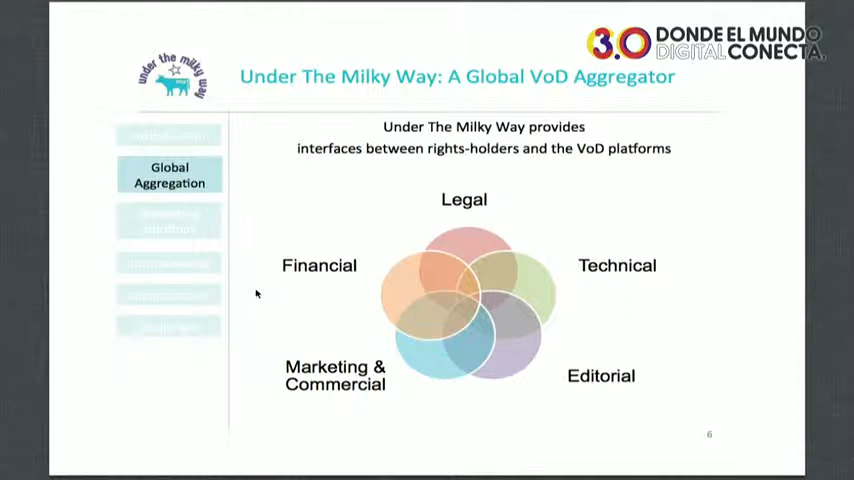 3.0 DONDE EL MUNDO
DIGITAL CONECTA.
under the milky way
Under The Milky Way: A Global VoD Aggregator
Under The Milky Way provides
interfaces between rights-holders and the VoD platforms
Global
Aggregation
Legal
Financial
Technical
Marketing &
Commercial
Editorial
6